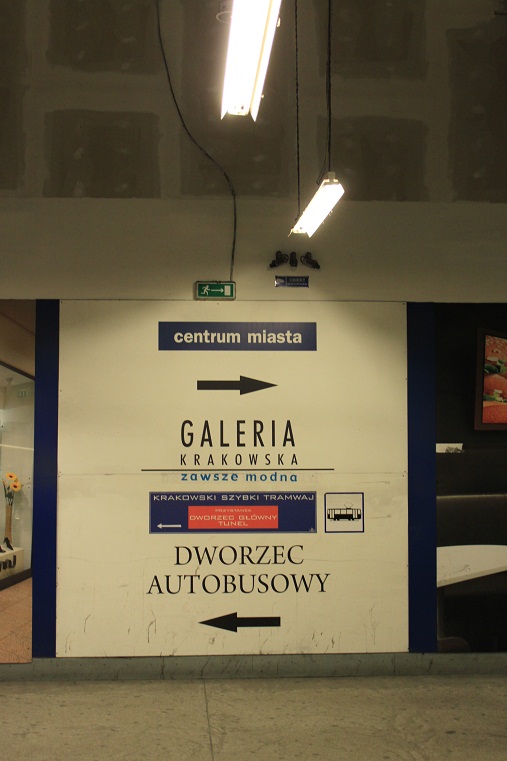 centrum miasta
GALERIA
KRAKOWSKA
zawsze modna
KRAKOWSKI SZYBKI TRAMWAJ
PRZYSTANEK
DWORZEC GŁÓWNY
TUNEL
DWORZEC
AUTOBUSOWY